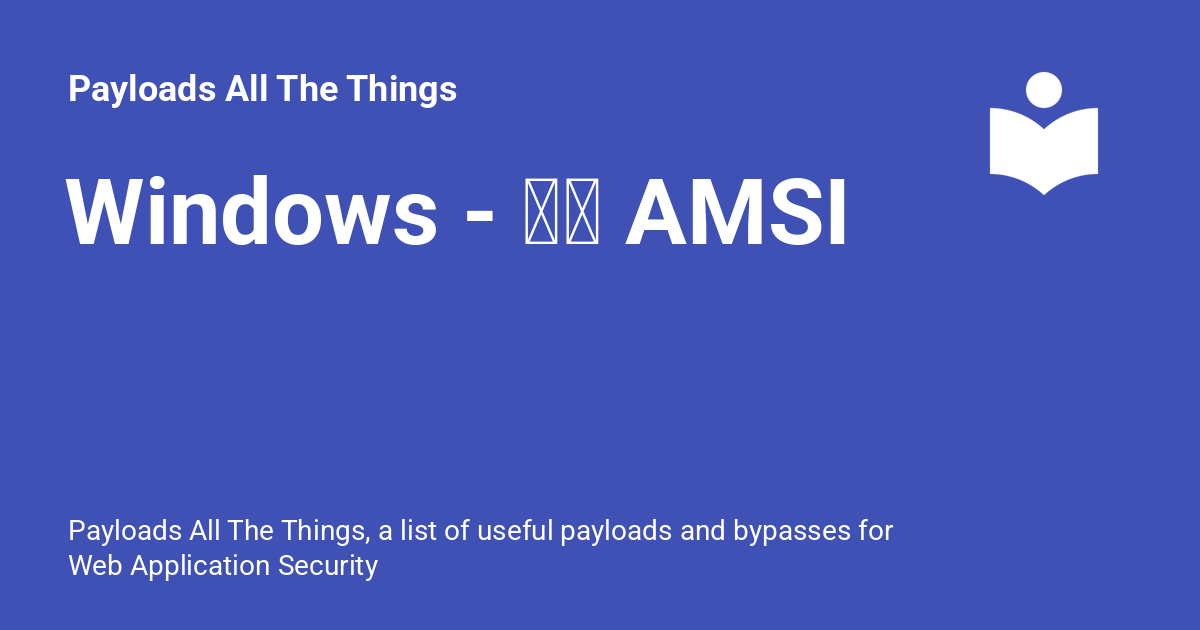 Payloads All The Things
Windows - AMSI
Payloads All The Things, a list of useful payloads and bypasses for
Web Application Security